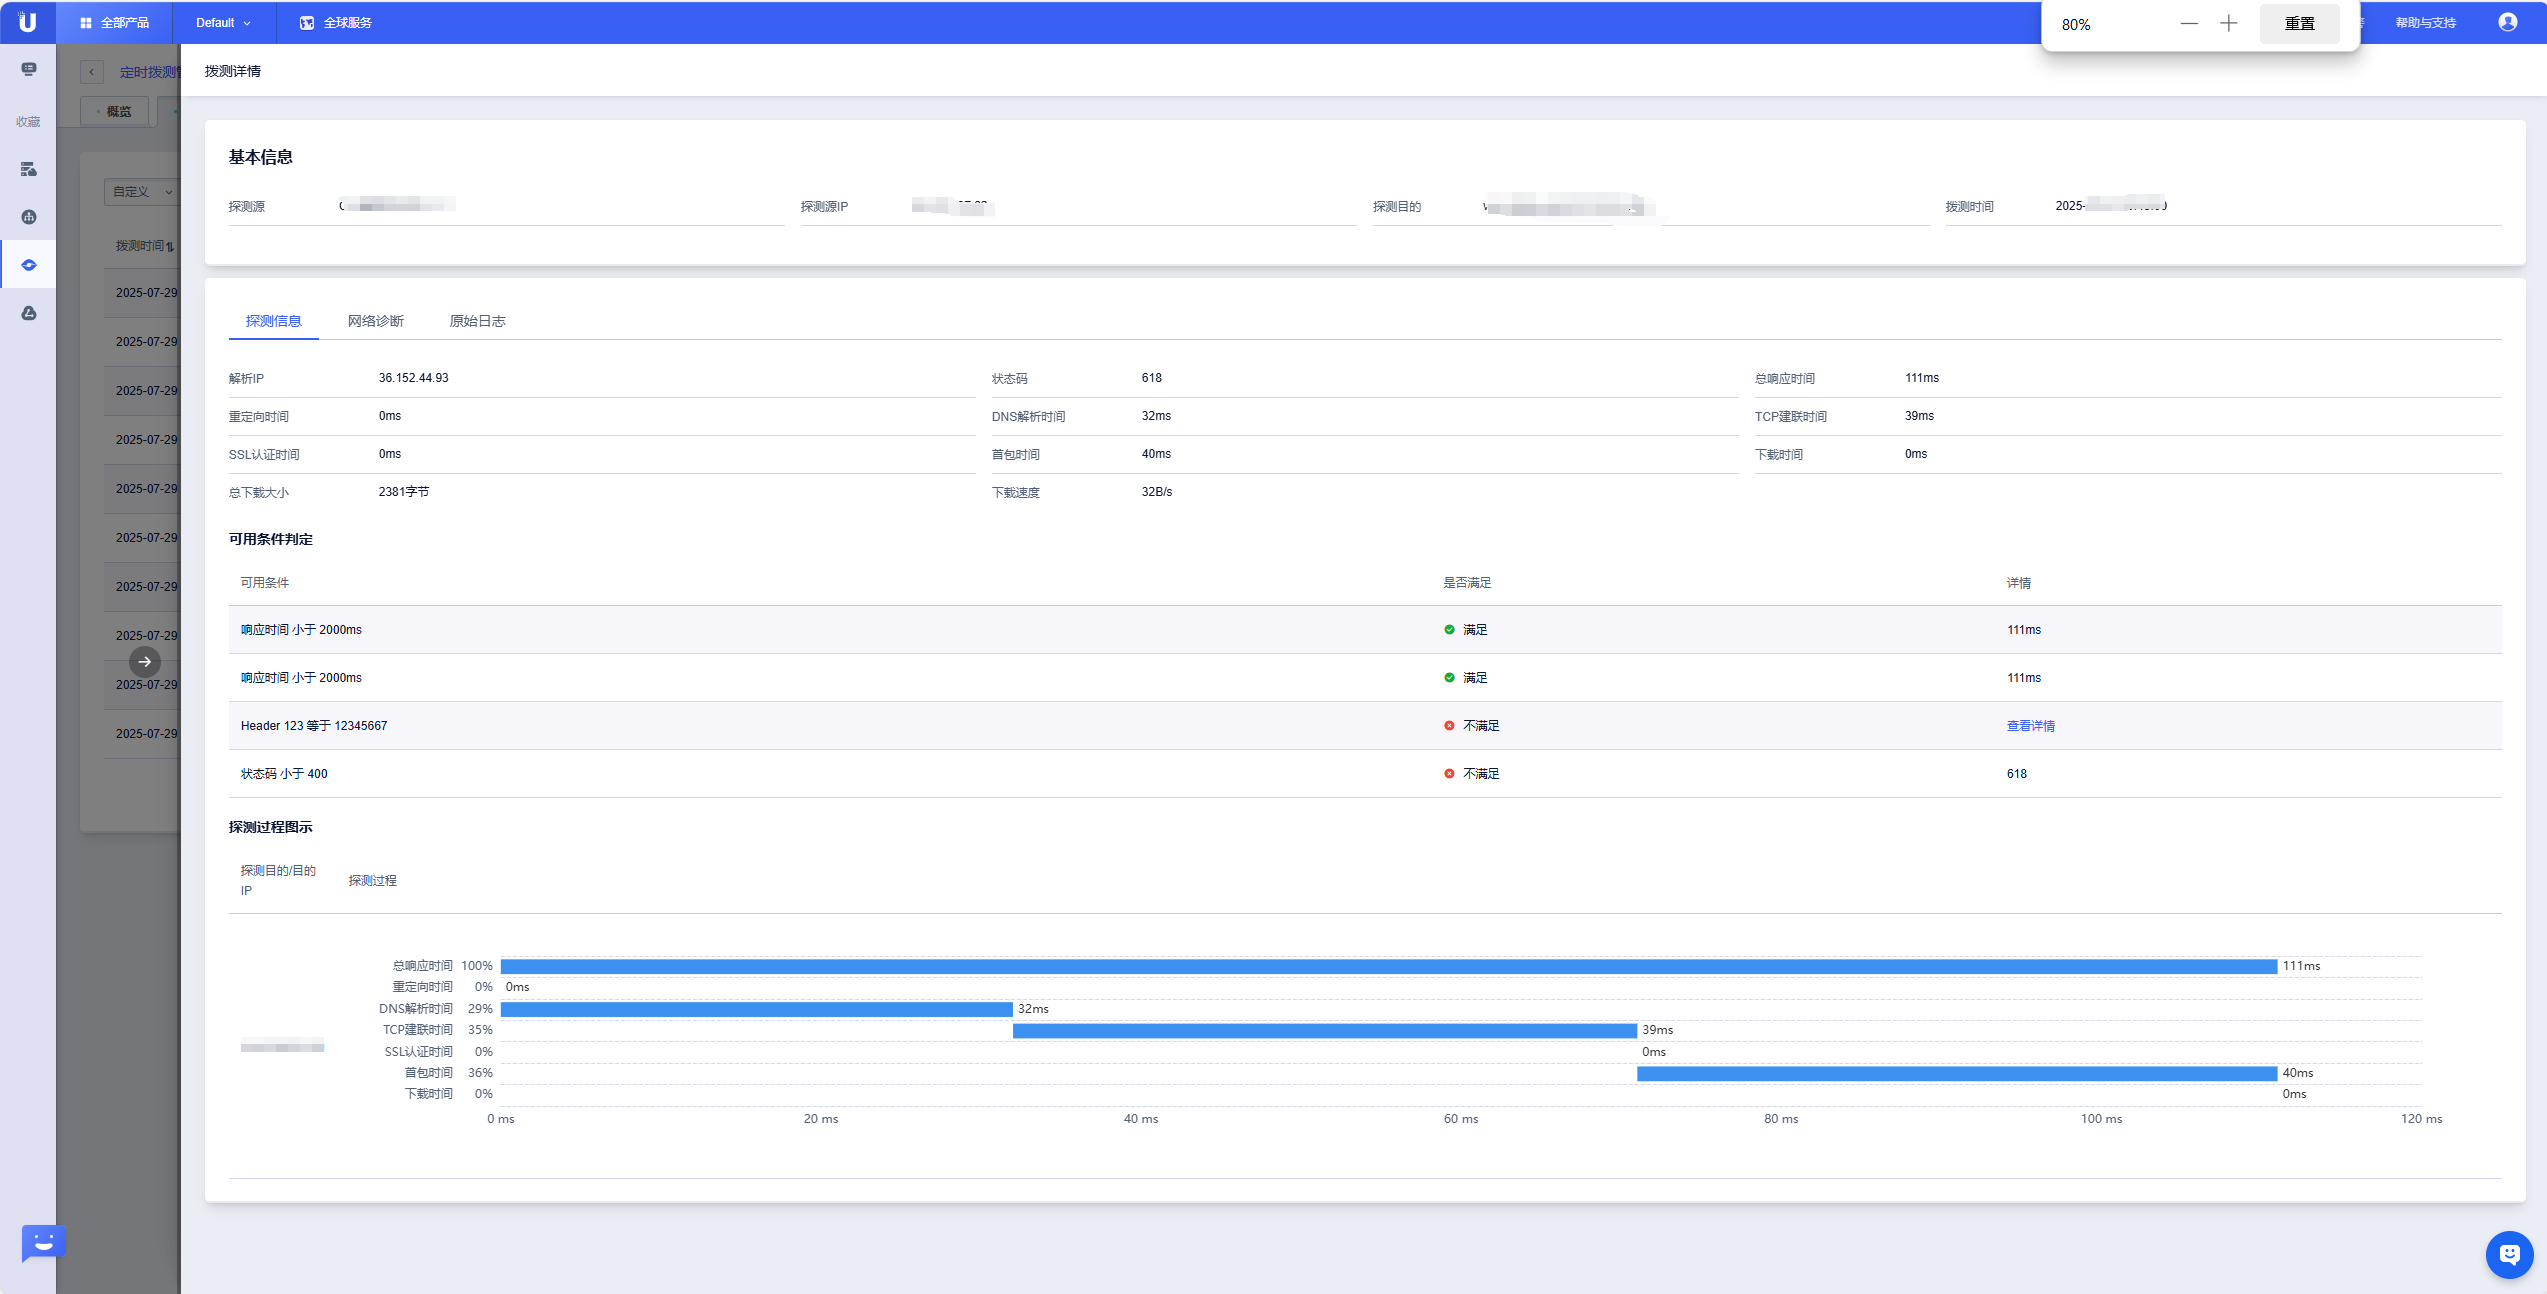 U 全部产品 Default 全球服务 80% 重置 帮助与支持
定时拨测
拨测详情
概览
收藏
基本信息
自定义
探测源 探测源IP 探测目的 拨测时间 2025-
拨测时间
2025-07-29
2025-07-29
2025-07-29
2025-07-29
2025-07-29
2025-07-29
2025-07-29
2025-07-29
2025-07-29
2025-07-29
探测信息 网络诊断 原始日志
解析IP 36.152.44.93 状态码 618 总响应时间 111ms
重定向时间 0ms DNS解析时间 32ms TCP建联时间 39ms
SSL认证时间 0ms 首包时间 40ms 下载时间 0ms
总下载大小 2381字节 下载速度 32B/s
可用条件判定
可用条件 是否满足 详情
响应时间 小于 2000ms 满足 111ms
响应时间 小于 2000ms 满足 111ms
Header 123 等于 12345667 不满足 查看详情
状态码 小于 400 不满足 618
探测过程图示
探测目的/目的
IP
探测过程
总响应时间 100% 111ms
重定向时间 0% 0ms
DNS解析时间 29% 32ms
TCP建联时间 35% 39ms
SSL认证时间 0% 0ms
首包时间 36% 40ms
下载时间 0% 0ms
0 ms 20 ms 40 ms 60 ms 80 ms 100 ms 120 ms